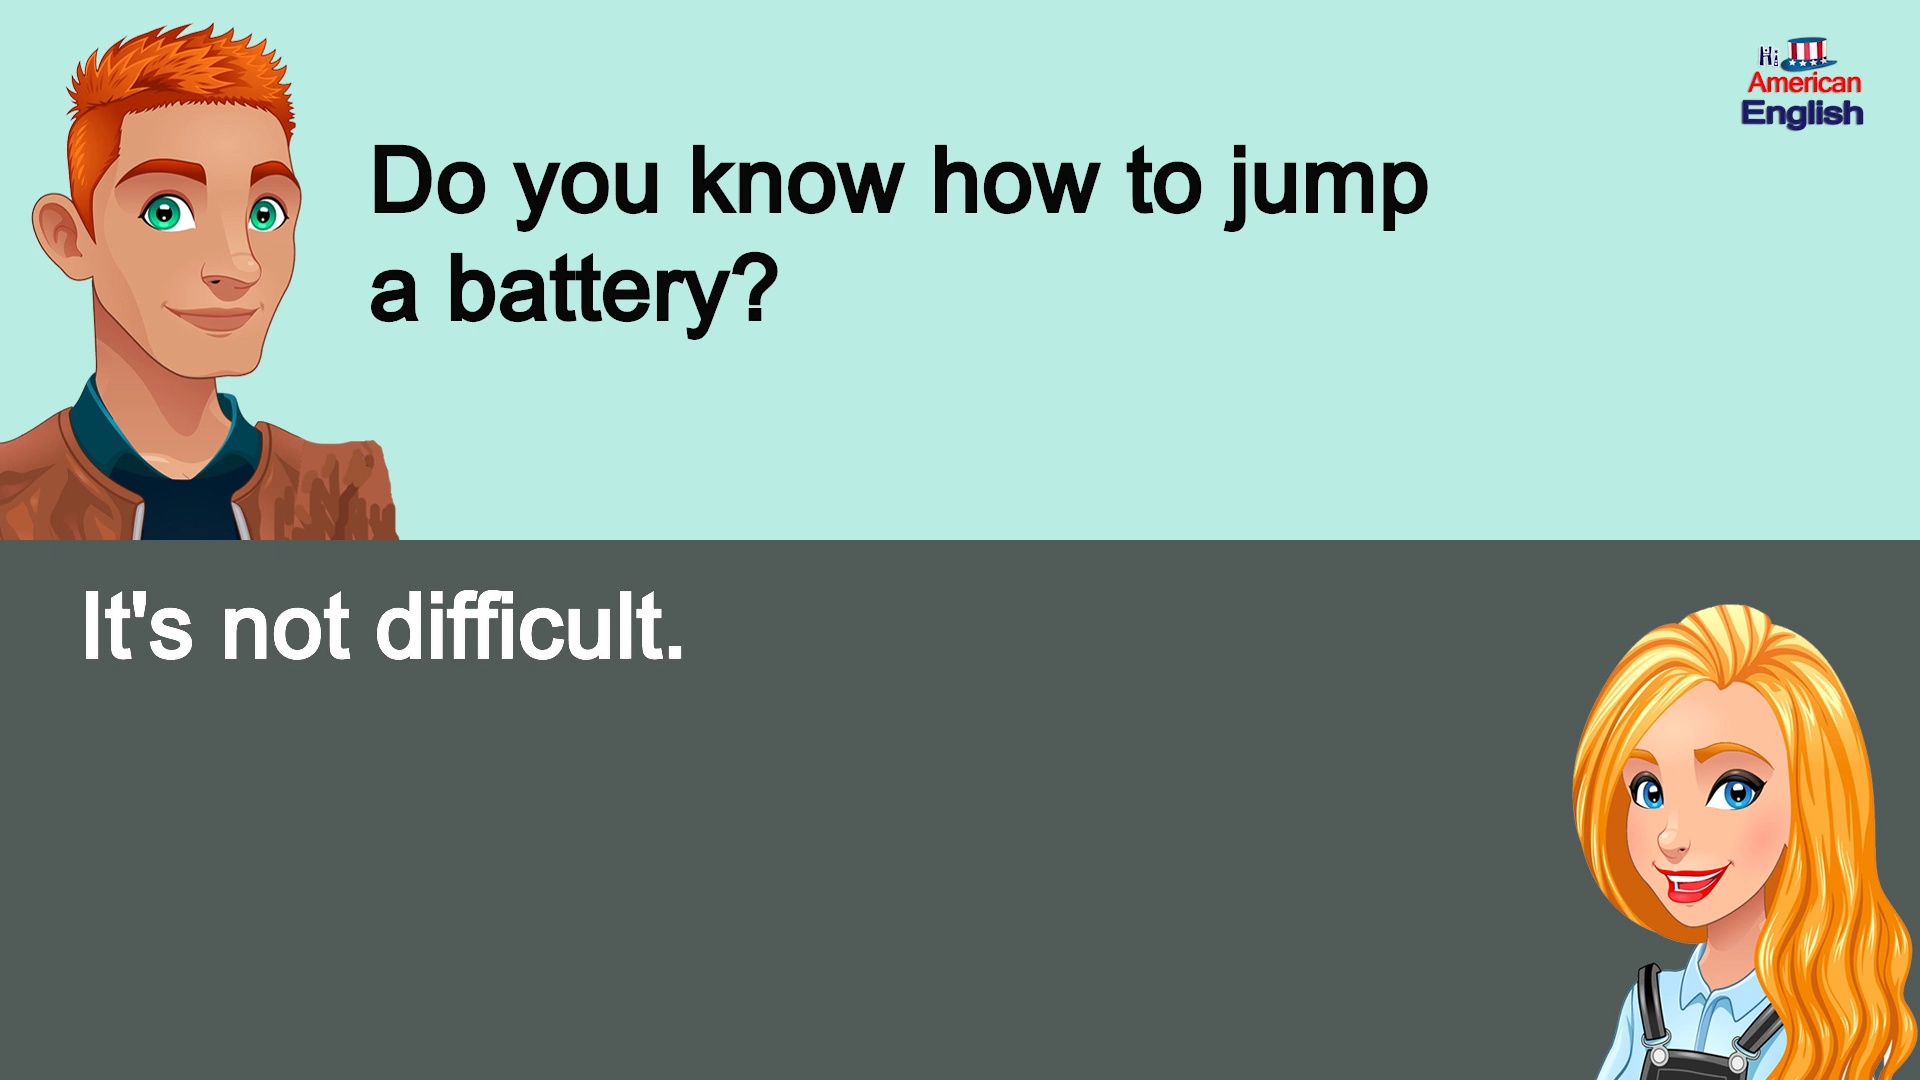 Hi
American
English
Do you know how to jump
a battery?
It's not difficult.